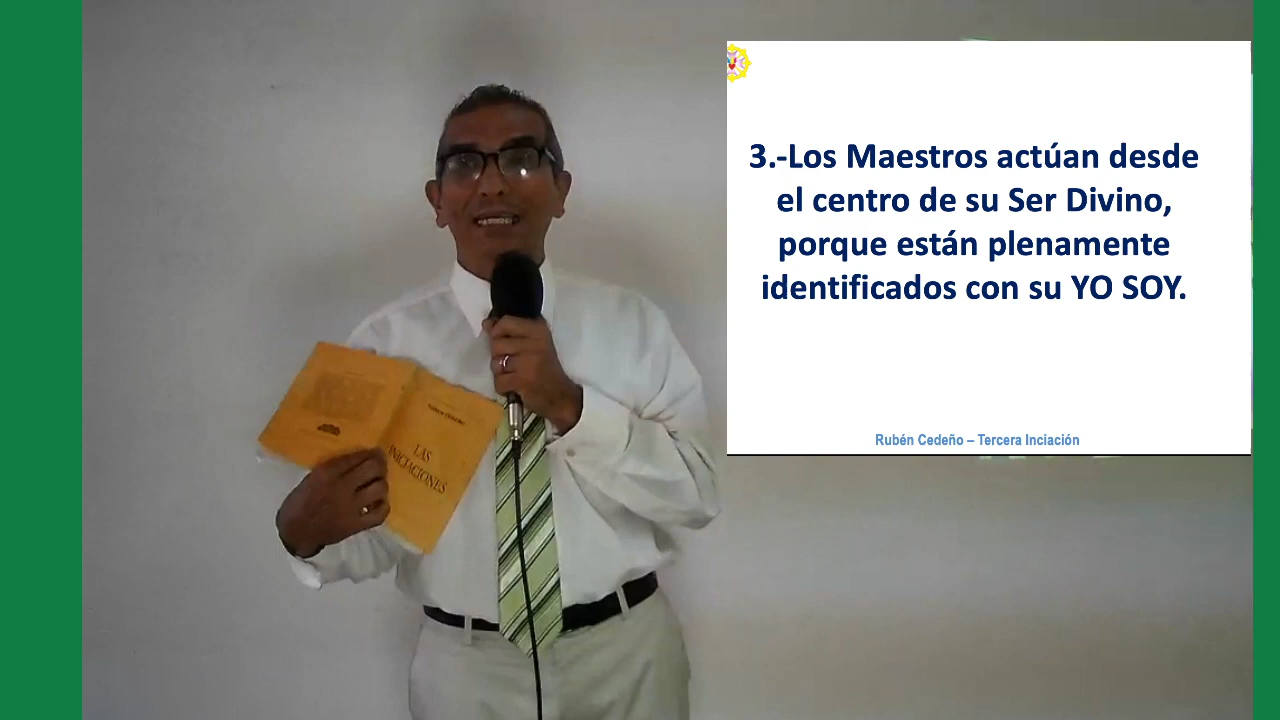 3.-Los Maestros actúan desde
el centro de su Ser Divino,
porque están plenamente
identificados con su YO SOY.
Rubén Cedeño – Tercera Inciación
LAS
INICIACIONES